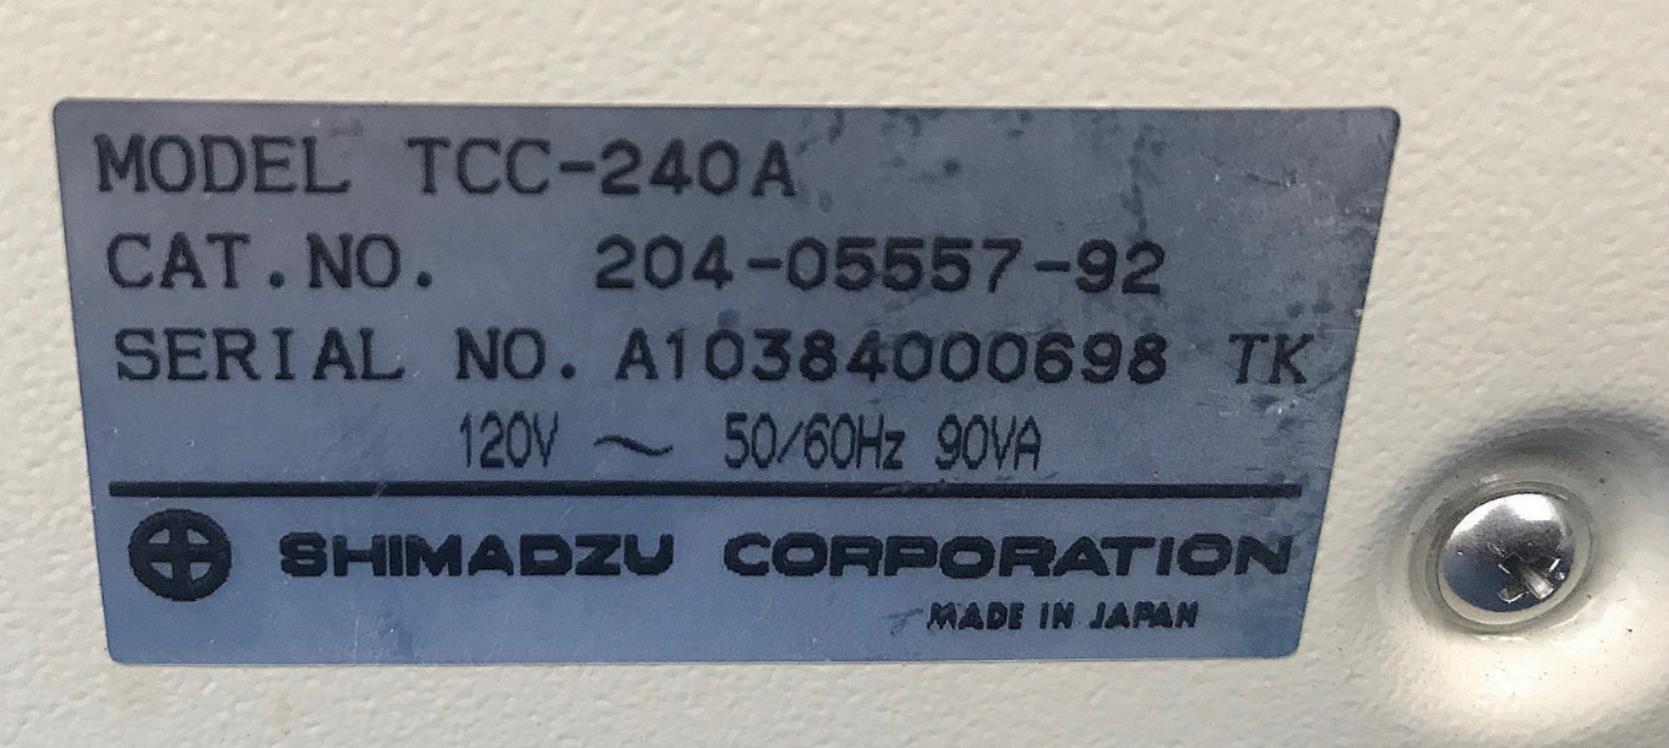 MODEL TCC-240A
CAT.NO. 204-05557-92
SERIAL NO. A10384000698 TK
120V ~ 50/60Hz 90VA
SHIMADZU CORPORATION
MADE IN JAPAN